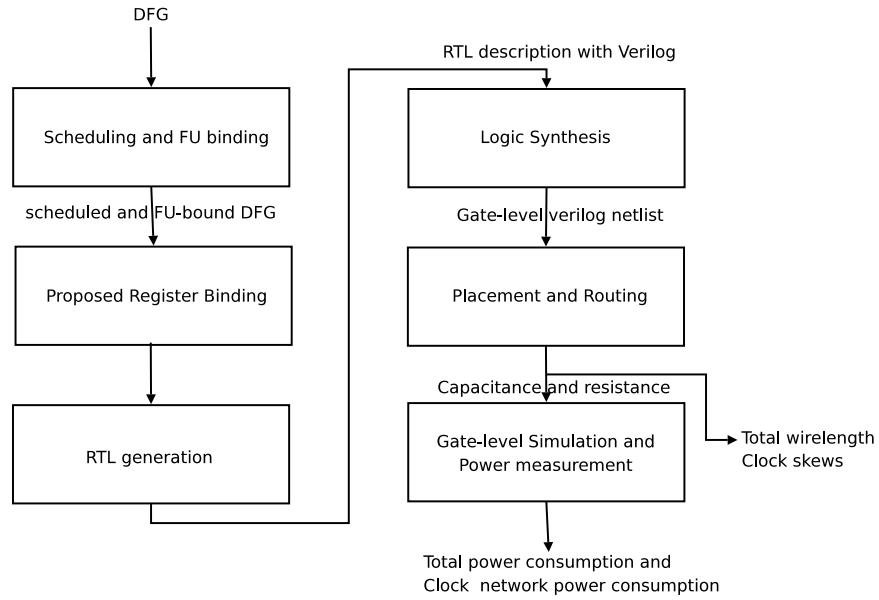 DFG
Scheduling and FU binding
scheduled and FU-bound DFG
Proposed Register Binding
RTL generation
RTL description with Verilog
Logic Synthesis
Gate-level verilog netlist
Placement and Routing
Capacitance and resistance
Gate-level Simulation and
Power measurement
Total wirelength
Clock skews
Total power consumption and
Clock network power consumption